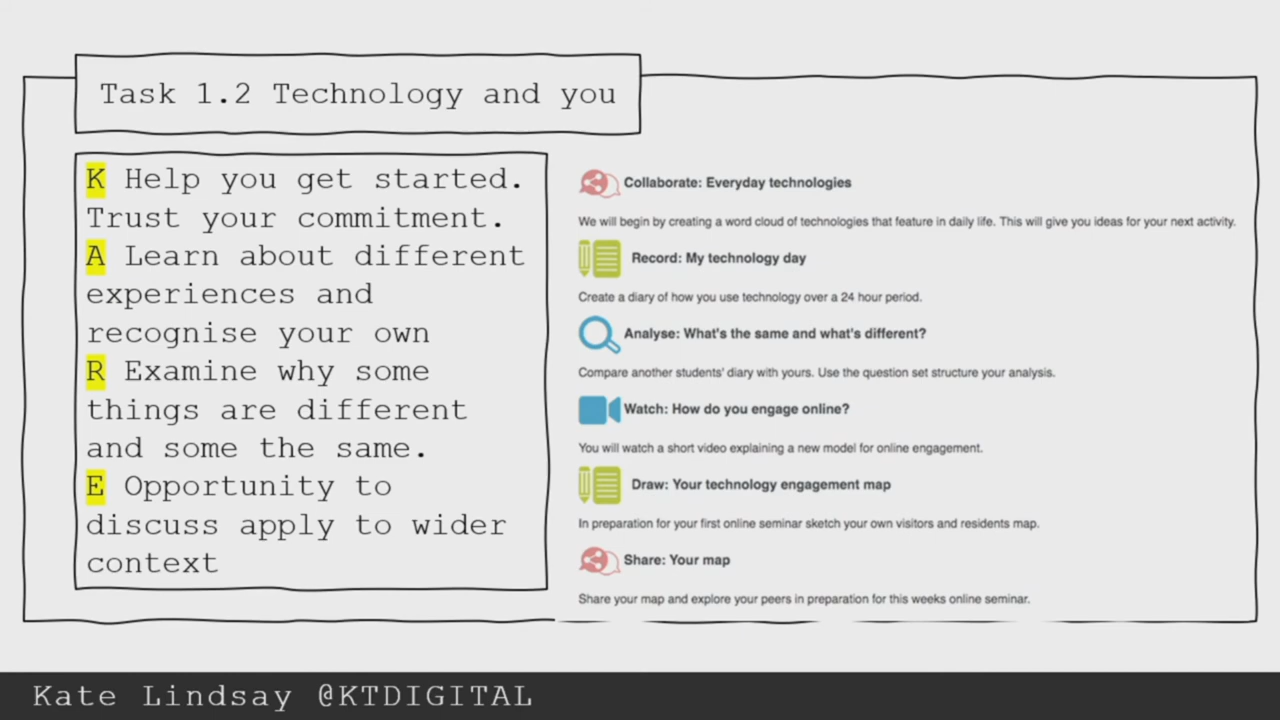 Task 1.2 Technology and you
K Help you get started.
Trust your commitment.
A Learn about different
experiences and
recognise your own
R Examine why some
things are different
and some the same.
E Opportunity to
discuss apply to wider
context
Collaborate: Everyday technologies
We will begin by creating a word cloud of technologies that feature in daily life. This will give you ideas for your next activity.
Record: My technology day
Create a diary of how you use technology over a 24 hour period.
Analyse: What's the same and what's different?
Compare another students' diary with yours. Use the question set structure your analysis.
Watch: How do you engage online?
You will watch a short video explaining a new model for online engagement.
Draw: Your technology engagement map
In preparation for your first online seminar sketch your own visitors and residents map.
Share: Your map
Share your map and explore your peers in preparation for this weeks online seminar.
Kate Lindsay @KTDIGITAL